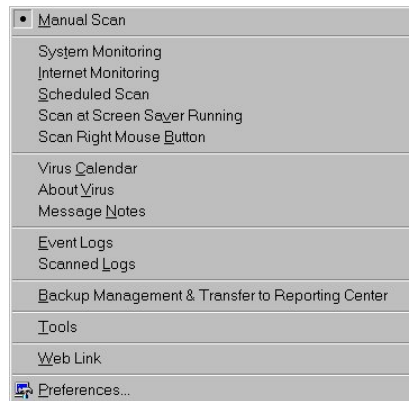 Manual Scan
System Monitoring
Internet Monitoring
Scheduled Scan
Scan at Screen Saver Running
Scan Right Mouse Button
Virus Calendar
About Virus
Message Notes
Event Logs
Scanned Logs
Backup Management & Transfer to Reporting Center
Tools
Web Link
Preferences...